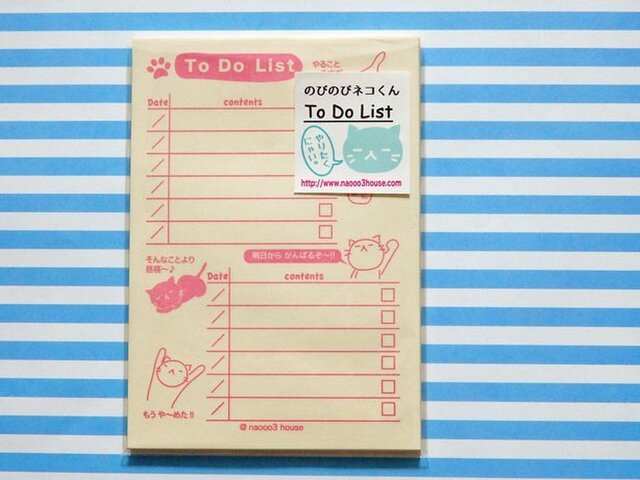 To Do List
やること
のびのびネコくん
To Do List
やりたく
にゃい。
http://www.naooo3house.com
Date contents
そんなことより
昼寝〜♪
明日から がんばるぞ〜!!
Date contents
もう や〜めた!!
@ naooo3 house